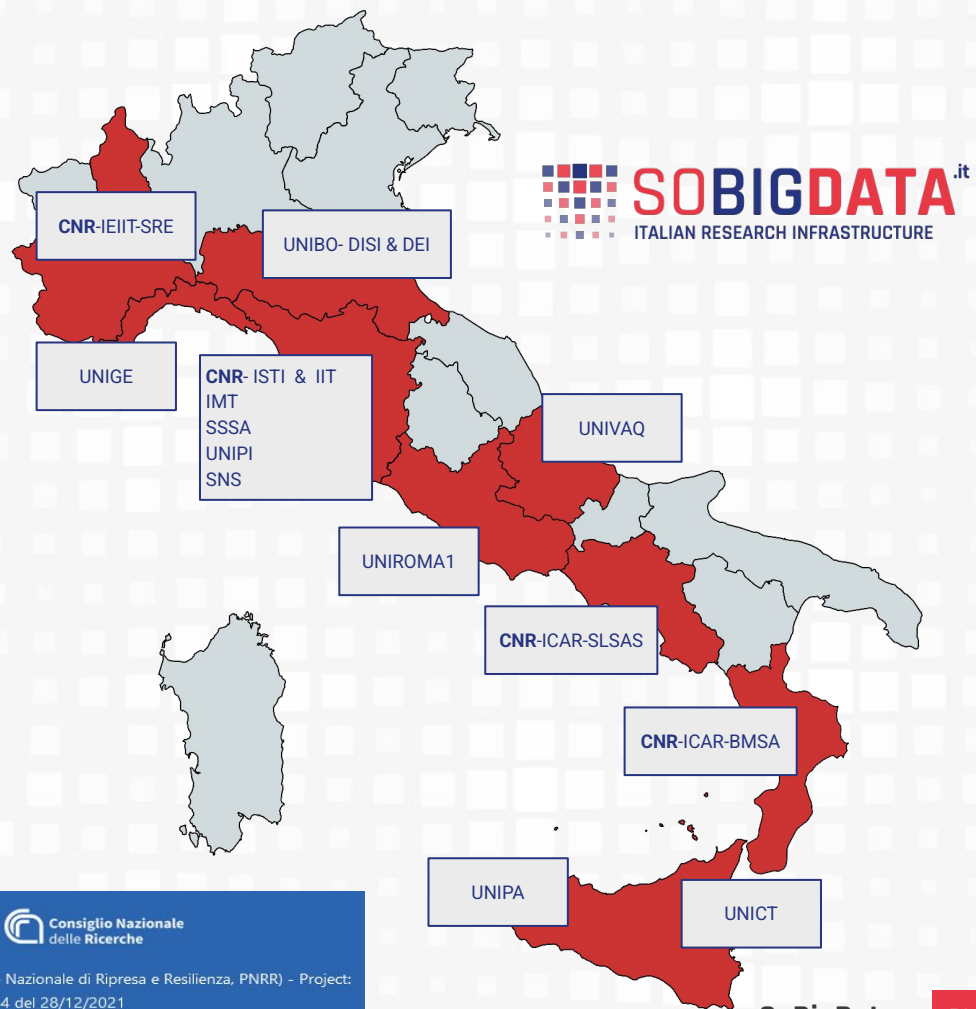 SOBIGDATA.it
ITALIAN RESEARCH INFRASTRUCTURE
CNR-IEIIT-SRE
UNIBO- DISI & DEI
UNIGE
CNR- ISTI & IIT
IMT
SSSA
UNIPI
SNS
UNIVAQ
UNIROMA1
CNR-ICAR-SLSAS
CNR-ICAR-BMSA
UNIPA
UNICT
Consiglio Nazionale
delle Ricerche
Nazionale di Ripresa e Resilienza, PNRR) - Project:
4 del 28/12/2021